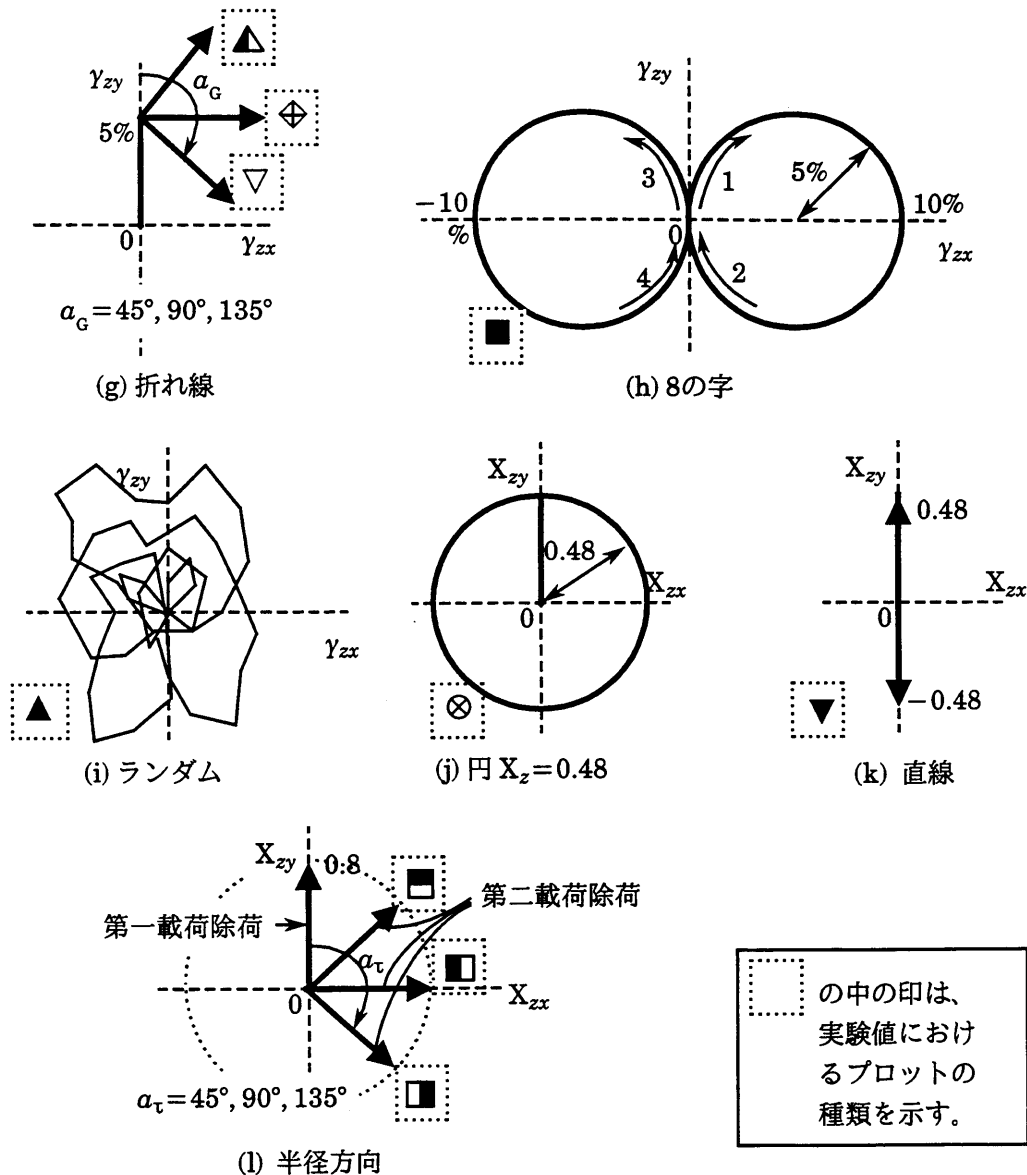 γzy
aG
5%
0
γzx
aG=45°, 90°, 135°
(g) 折れ線
γzy
3
1
5%
−10
%
10%
0
γzx
4
2
(h) 8の字
γzy
γzx
(i) ランダム
Xzy
0.48
Xzx
0
(j) 円 Xz=0.48
Xzy
0.48
Xzx
0
−0.48
(k) 直線
Xzy
0.8
第二載荷除荷
第一載荷除荷
aτ
0
Xzx
aτ=45°, 90°, 135°
(l) 半径方向
の中の印は、
実験値におけ
るプロットの
種類を示す。